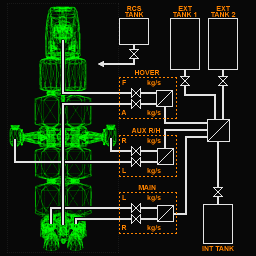 RCS
TANK
EXT
TANK 1
EXT
TANK 2
HOVER
F kg/s
A kg/s
AUX R/H
R kg/s
L kg/s
MAIN
L kg/s
R kg/s
INT TANK